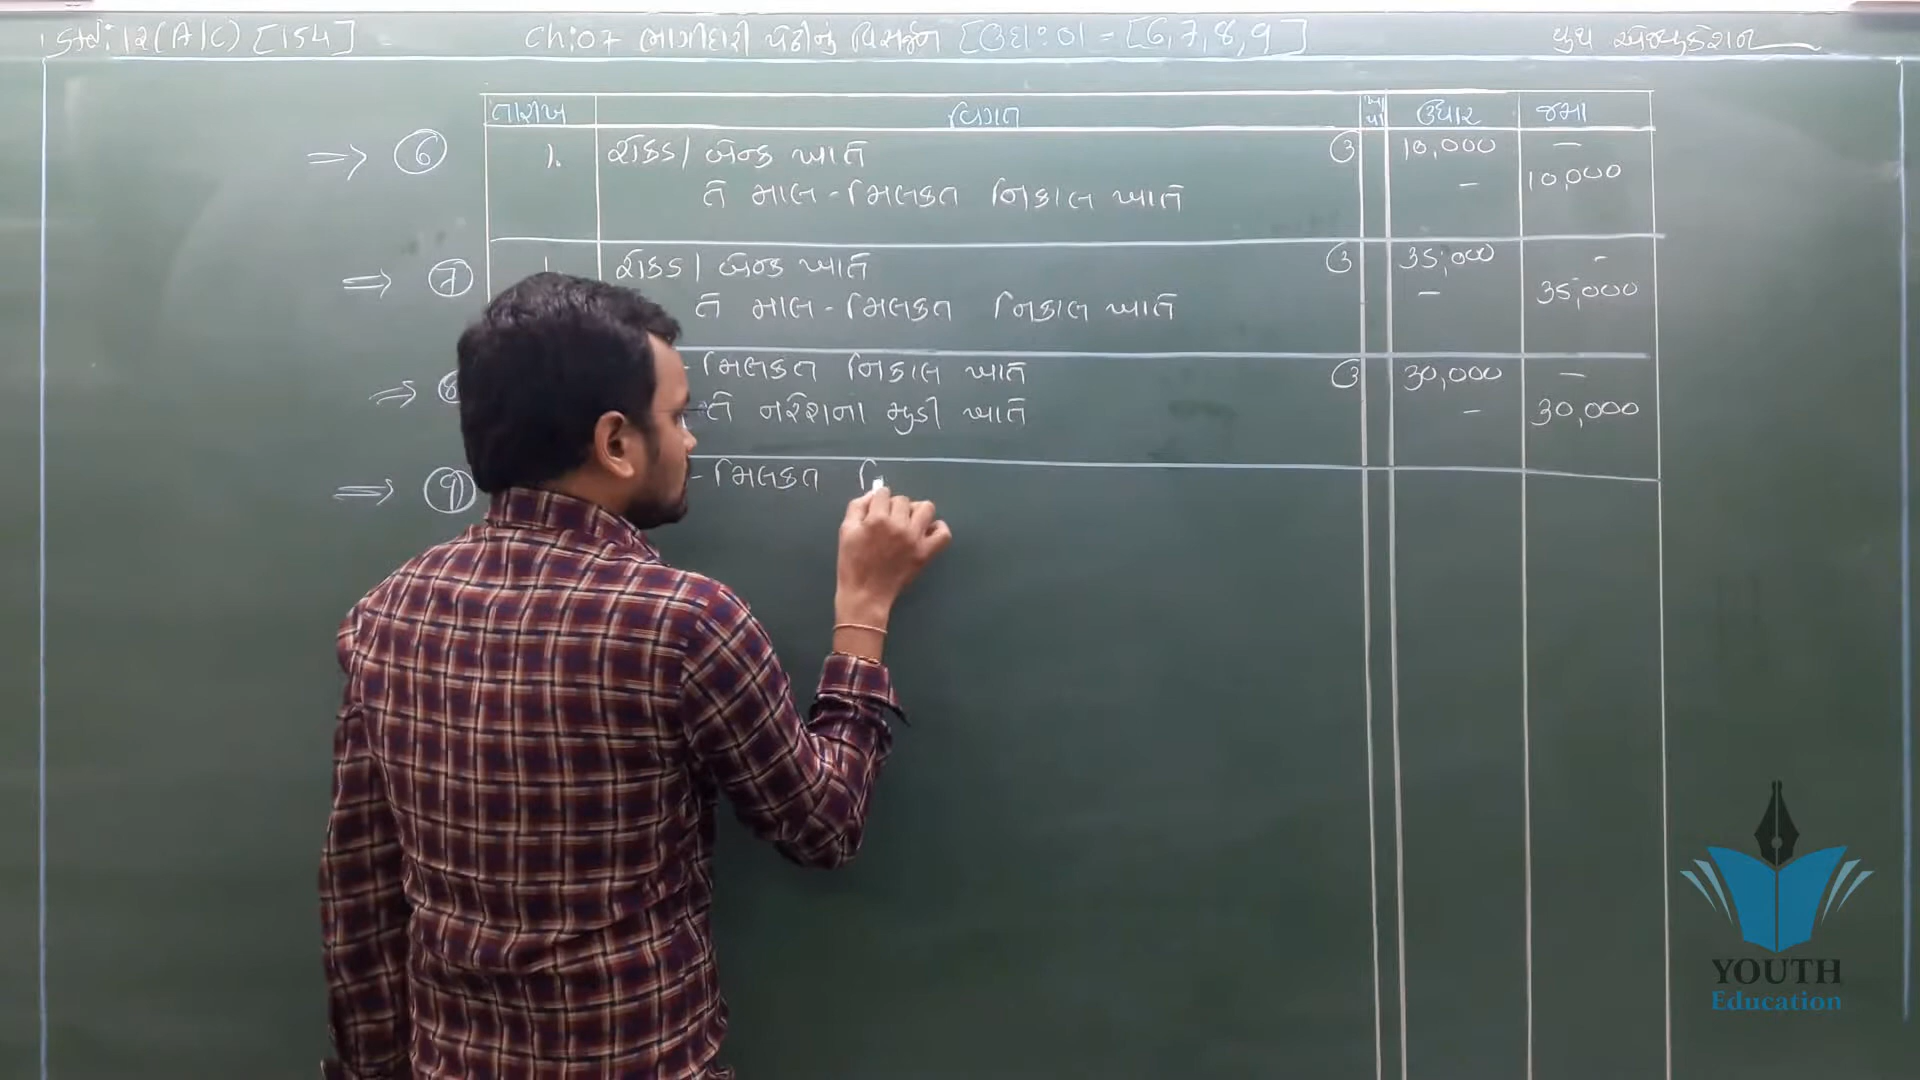 ધોરણ:12(A/C) [154]
ch:07 ભાગીદારી પેઢીનું વિસર્જન [ઉદા: 01 - [6,7,8,9]
યુથ એજ્યુકેશન
તારીખ વિગત ખા પા ઉધાર જમા
⇒ 6 1. રોકડ / બેન્ક ખાતે ઉ 10,000 —
તે માલ-મિલકત નિકાલ ખાતે — 10,000
⇒ 7 1. રોકડ / બેન્ક ખાતે ઉ 35,000 -
તે માલ-મિલકત નિકાલ ખાતે — 35,000
⇒ 8 -મિલકત નિકાલ ખાતે ઉ 30,000 —
તે નરેશના મુડી ખાતે — 30,000
⇒ 9 -મિલકત નિ
YOUTH
Education